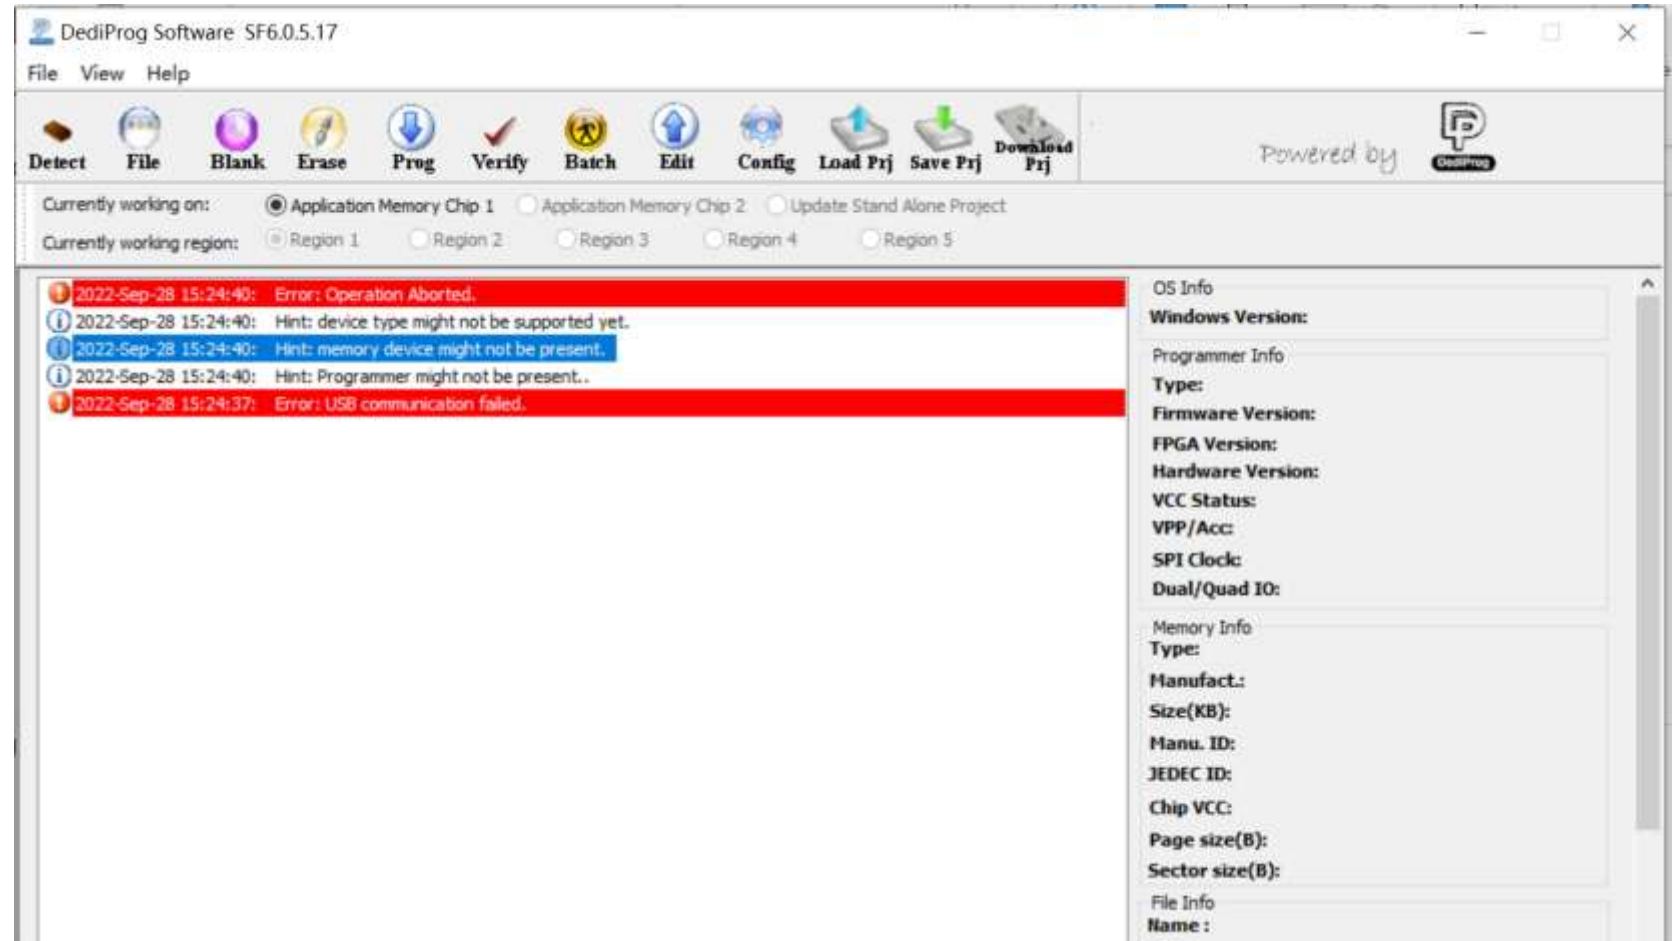 DediProg Software SF6.0.5.17
File View Help
Detect File Blank Erase Prog Verify Batch Edit Config Load Prj Save Prj Download Prj
Powered by DediProg
Currently working on: Application Memory Chip 1 Application Memory Chip 2 Update Stand Alone Project
Currently working region: Region 1 Region 2 Region 3 Region 4 Region 5
2022-Sep-28 15:24:40: Error: Operation Aborted.
2022-Sep-28 15:24:40: Hint: device type might not be supported yet.
2022-Sep-28 15:24:40: Hint: memory device might not be present.
2022-Sep-28 15:24:40: Hint: Programmer might not be present..
2022-Sep-28 15:24:37: Error: USB communication failed.
OS Info
Windows Version:
Programmer Info
Type:
Firmware Version:
FPGA Version:
Hardware Version:
VCC Status:
VPP/Acc:
SPI Clock:
Dual/Quad IO:
Memory Info
Type:
Manufact.:
Size(KB):
Manu. ID:
JEDEC ID:
Chip VCC:
Page size(B):
Sector size(B):
File Info
Name :